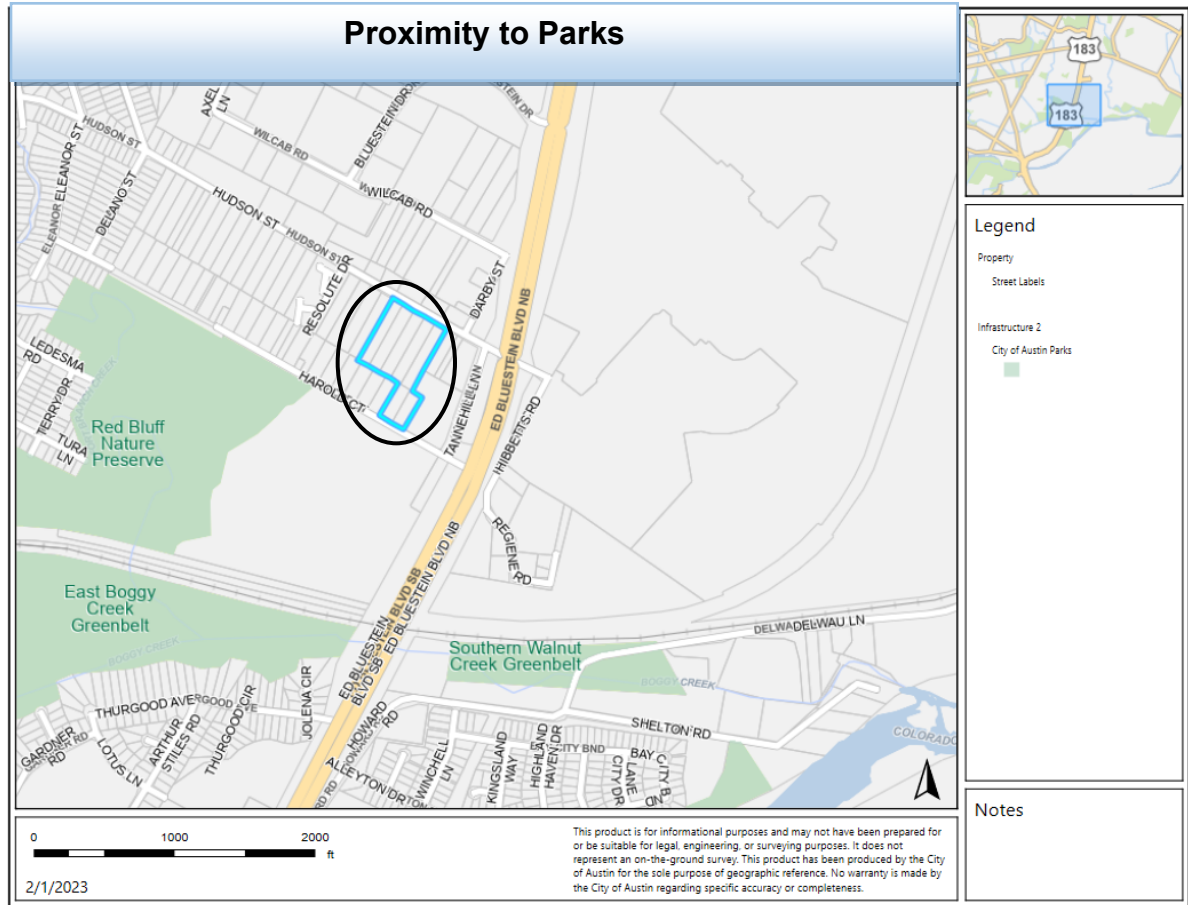 Proximity to Parks
183
183
AXEL
LN
BLUESTEIN DR
HUDSON ST
WILCAB RD
WILCAB RD
ELEANOR ST
ELEANOR
DELANO ST
HUDSON ST
HUDSON ST
RESOLUTE DR
DARBY ST
ED BLUESTEIN BLVD NB
LEDESMA
RD
TERRY DR
TURA
LN
HAROLD CT
TANNEHILL LN
HIBBETTS RD
Red Bluff
Nature
Preserve
REGIENE RD
ED BLUESTEIN BLVD NB
East Boggy
Creek
Greenbelt
BOGGY CREEK
ED BLUESTEIN
BLVD SB
Southern Walnut
Creek Greenbelt
DELWAU LN
BOGGY CREEK
THURGOOD AVE
JOLENA CIR
HOWARD
RD
SHELTON RD
COLORADO
GARDNER
RD
LOTUS LN
ARTHUR
STILES RD
THURGOOD CIR
ALLEYTON DR
WINCHELL
LN
KINGSLAND
WAY
HIGHLAND
HAVEN DR
CITY BND
BAY
CITY DR
LANE
Legend
Property
Street Labels
Infrastructure 2
City of Austin Parks
Notes
0 1000 2000
ft
2/1/2023
This product is for informational purposes and may not have been prepared for
or be suitable for legal, engineering, or surveying purposes. It does not
represent an on-the-ground survey. This product has been produced by the City
of Austin for the sole purpose of geographic reference. No warranty is made by
the City of Austin regarding specific accuracy or completeness.